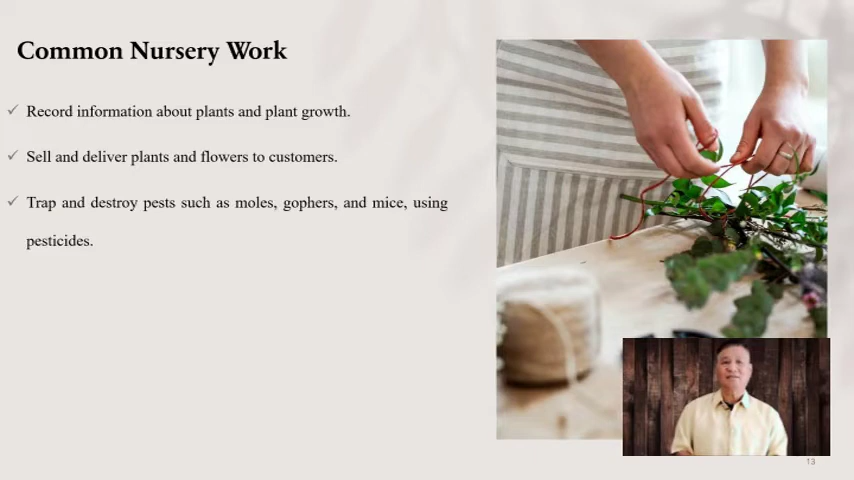 Common Nursery Work
✓ Record information about plants and plant growth.
✓ Sell and deliver plants and flowers to customers.
✓ Trap and destroy pests such as moles, gophers, and mice, using
pesticides.
13